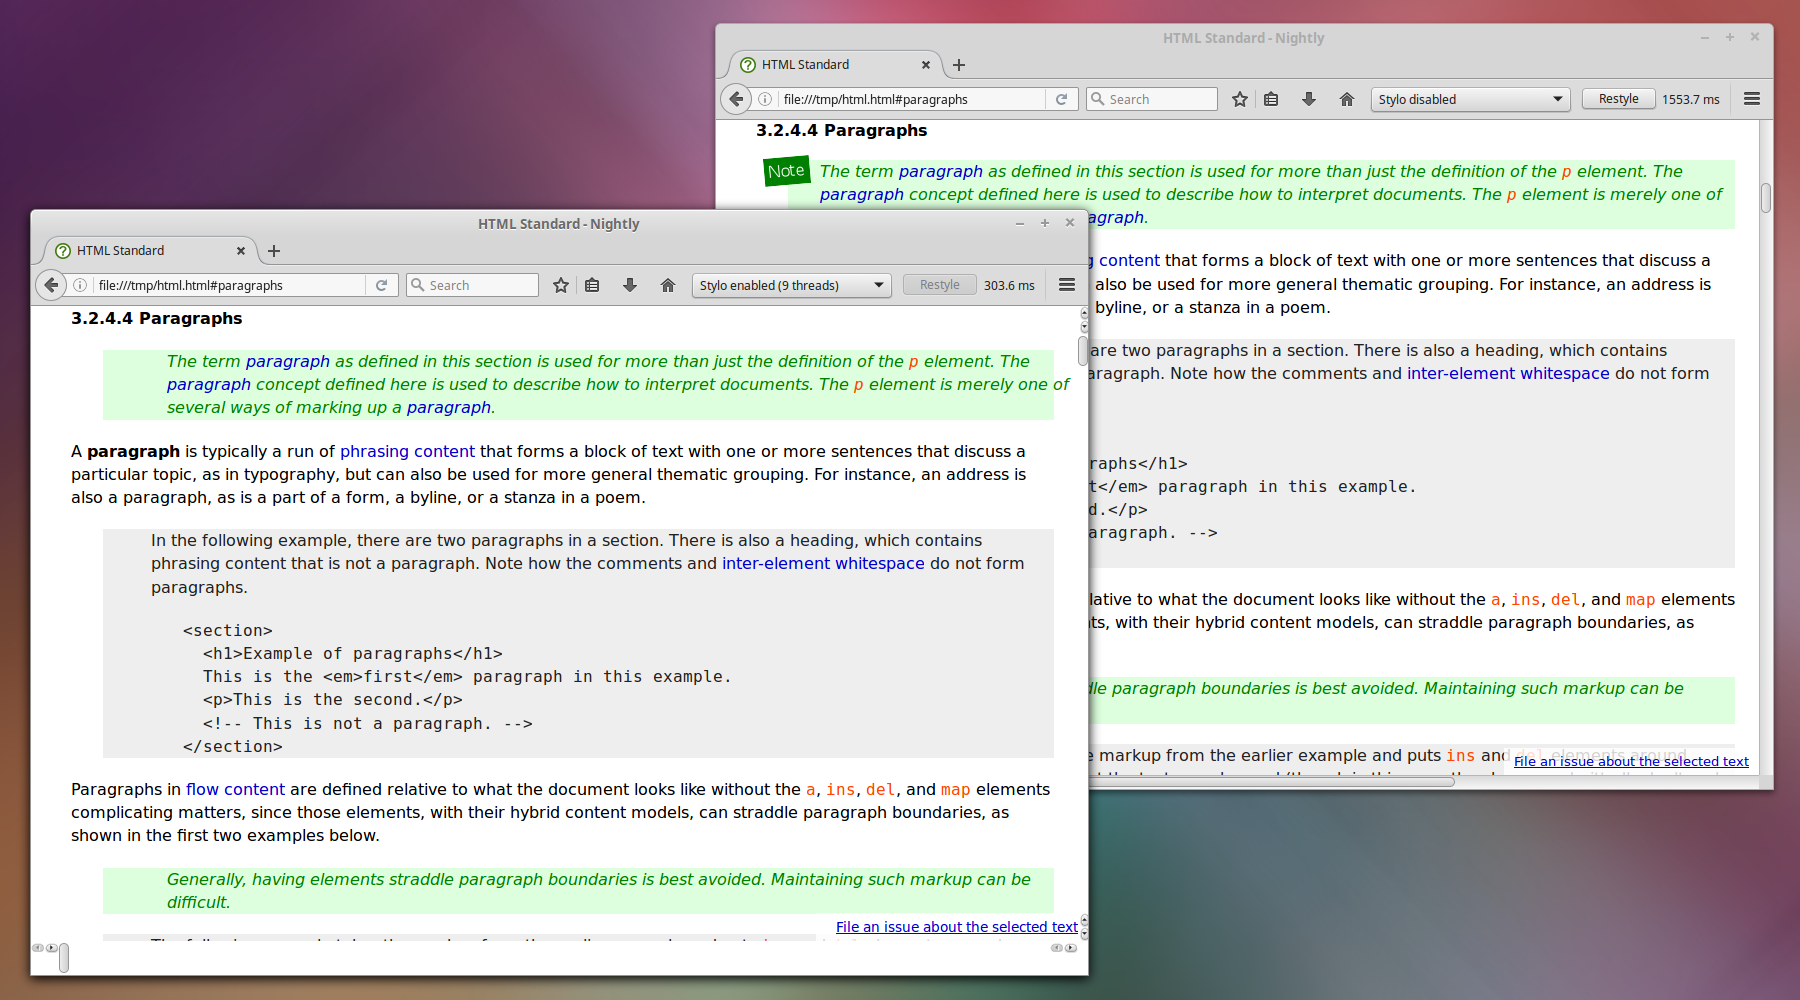 HTML Standard - Nightly
HTML Standard
file:///tmp/html.html#paragraphs
Search
Stylo disabled
Restyle
1553.7 ms
3.2.4.4 Paragraphs
Note
The term paragraph as defined in this section is used for more than just the definition of the p element. The
paragraph concept defined here is used to describe how to interpret documents. The p element is merely one of
agraph.
g content that forms a block of text with one or more sentences that discuss a
also be used for more general thematic grouping. For instance, an address is
byline, or a stanza in a poem.
are two paragraphs in a section. There is also a heading, which contains
aragraph. Note how the comments and inter-element whitespace do not form
raphs</h1>
t</em> paragraph in this example.
d.</p>
aragraph. -->
lative to what the document looks like without the a, ins, del, and map elements
ts, with their hybrid content models, can straddle paragraph boundaries, as
dle paragraph boundaries is best avoided. Maintaining such markup can be
e markup from the earlier example and puts ins and del elements around
File an issue about the selected text
HTML Standard - Nightly
HTML Standard
file:///tmp/html.html#paragraphs
Search
Stylo enabled (9 threads)
Restyle
303.6 ms
3.2.4.4 Paragraphs
The term paragraph as defined in this section is used for more than just the definition of the p element. The
paragraph concept defined here is used to describe how to interpret documents. The p element is merely one of
several ways of marking up a paragraph.
A paragraph is typically a run of phrasing content that forms a block of text with one or more sentences that discuss a
particular topic, as in typography, but can also be used for more general thematic grouping. For instance, an address is
also a paragraph, as is a part of a form, a byline, or a stanza in a poem.
In the following example, there are two paragraphs in a section. There is also a heading, which contains
phrasing content that is not a paragraph. Note how the comments and inter-element whitespace do not form
paragraphs.
<section>
<h1>Example of paragraphs</h1>
This is the <em>first</em> paragraph in this example.
<p>This is the second.</p>
<!-- This is not a paragraph. -->
</section>
Paragraphs in flow content are defined relative to what the document looks like without the a, ins, del, and map elements
complicating matters, since those elements, with their hybrid content models, can straddle paragraph boundaries, as
shown in the first two examples below.
Generally, having elements straddle paragraph boundaries is best avoided. Maintaining such markup can be
difficult.
File an issue about the selected text